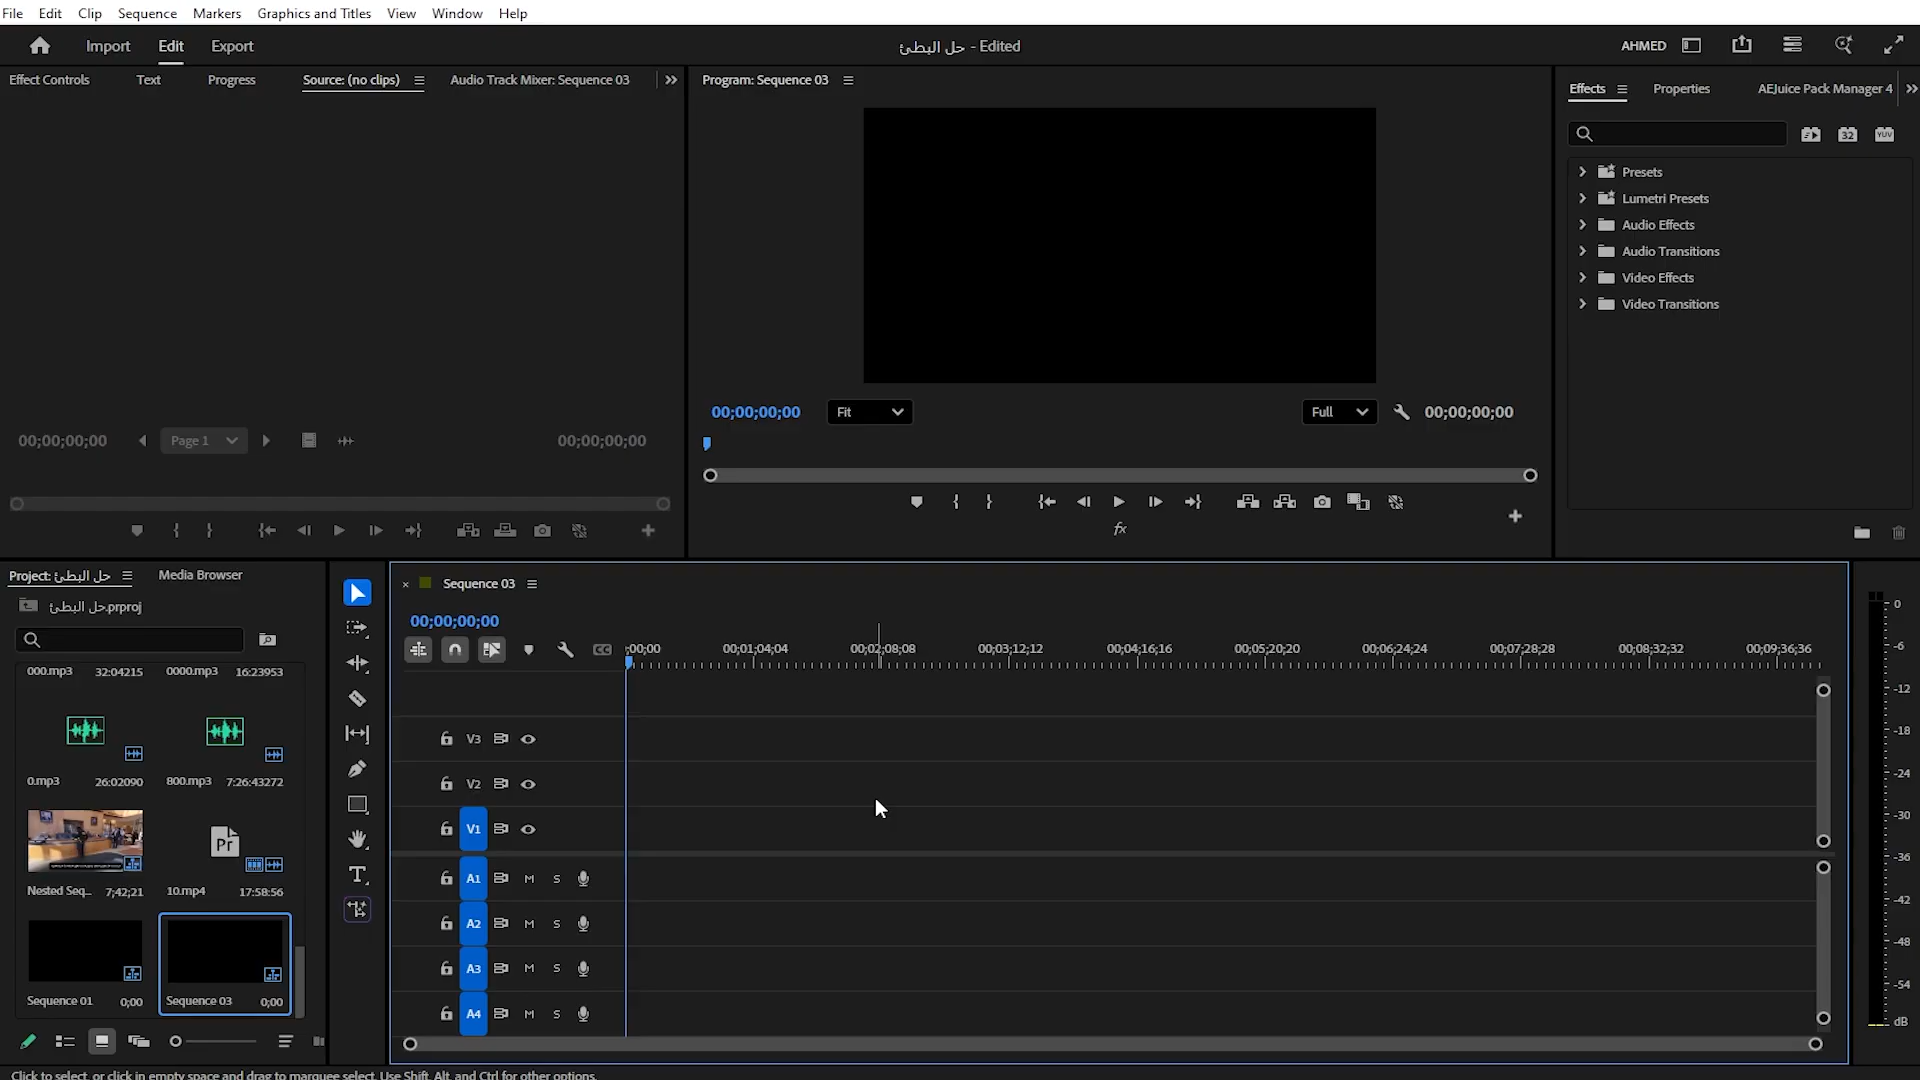 File Edit Clip Sequence Markers Graphics and Titles View Window Help
Import Edit Export
حل البطئ - Edited
AHMED
Effect Controls Text Progress Source: (no clips) Audio Track Mixer: Sequence 03
Program: Sequence 03
Effects Properties AEJuice Pack Manager 4
32 YUV
Presets
Lumetri Presets
Audio Effects
Audio Transitions
Video Effects
Video Transitions
00;00;00;00 Fit Full 00;00;00;00
00;00;00;00 Page 1 00;00;00;00
fx
Project: حل البطئ Media Browser
حل البطئ.prproj
000.mp3 32:04215 0000.mp3 16:23953
0.mp3 26:02090 800.mp3 7:26:43272
Pr
Nested Seq... 7;42;21 10.mp4 17:58:56
Sequence 01 0;00 Sequence 03 0;00
T
× Sequence 03
00;00;00;00
CC
;00;00 00;01;04;04 00;02;08;08 00;03;12;12 00;04;16;16 00;05;20;20 00;06;24;24 00;07;28;28 00;08;32;32 00;09;36;36
V3
V2
V1
A1 M S
A2 M S
A3 M S
A4 M S
0
-6
-12
-18
-24
-30
-36
-42
-48
-54
dB
Click to select, or click in empty space and drag to marquee select. Use Shift, Alt, and Ctrl for other options.